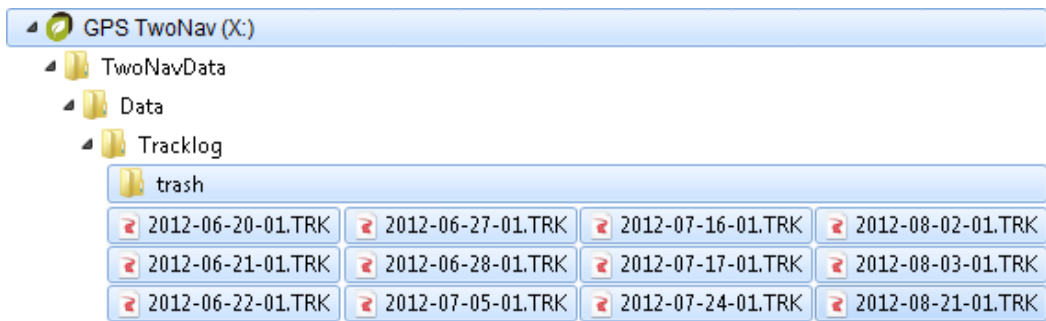 GPS TwoNav (X:)
TwoNavData
Data
Tracklog
trash
2012-06-20-01.TRK 2012-06-27-01.TRK 2012-07-16-01.TRK 2012-08-02-01.TRK
2012-06-21-01.TRK 2012-06-28-01.TRK 2012-07-17-01.TRK 2012-08-03-01.TRK
2012-06-22-01.TRK 2012-07-05-01.TRK 2012-07-24-01.TRK 2012-08-21-01.TRK